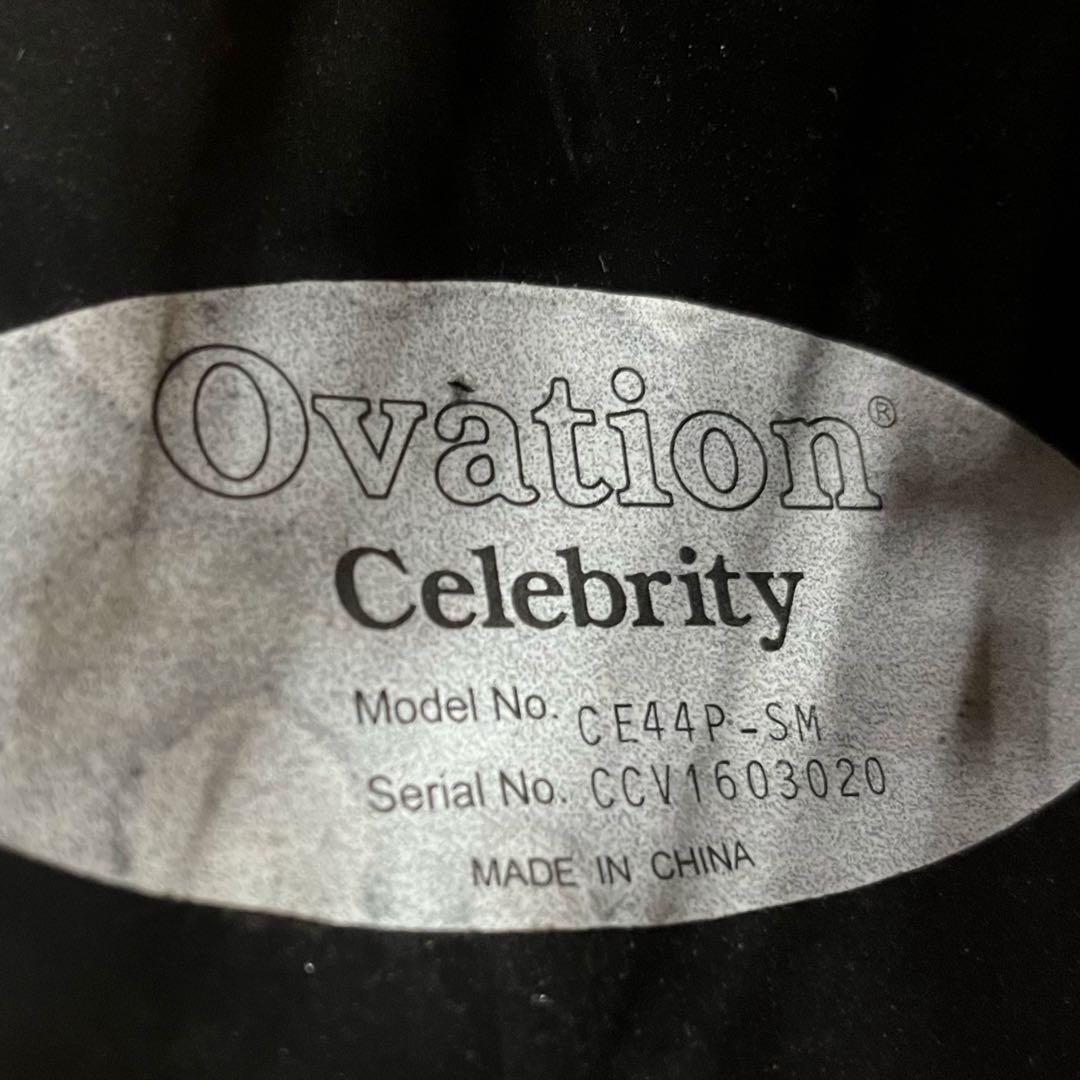 Ovation®
Celebrity
Model No. CE44P-SM
Serial No. CCV1603020
MADE IN CHINA